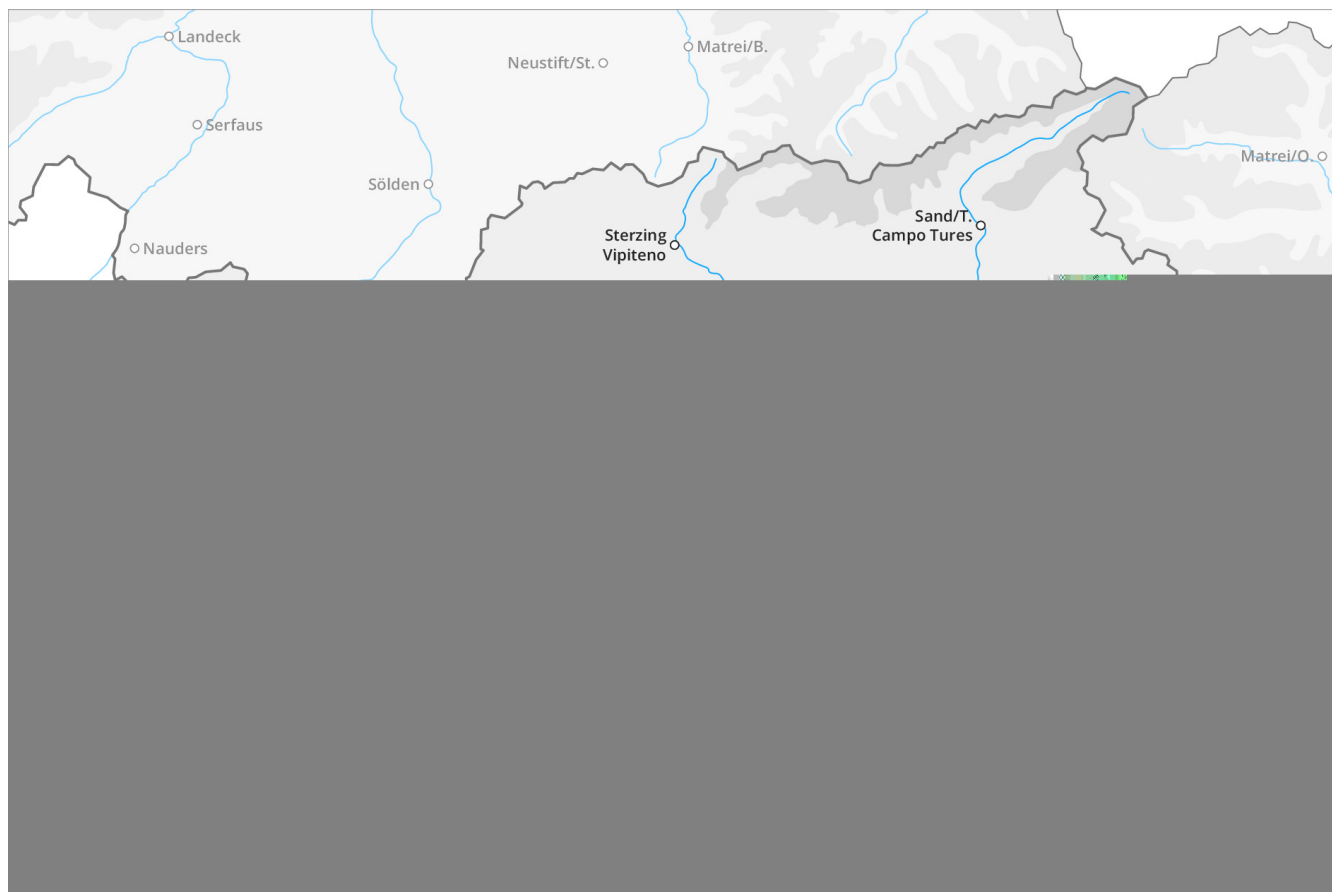 Landeck
Matrei/B.
Neustift/St.
Serfaus
Matrei/O.
Sölden
Sand/T.
Campo Tures
Sterzing
Vipiteno
Nauders